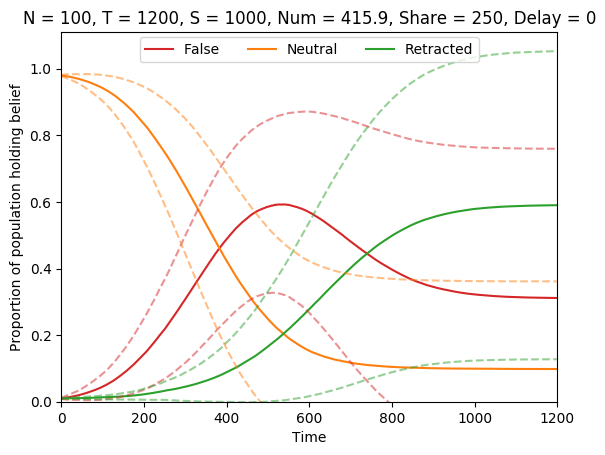 N = 100, T = 1200, S = 1000, Num = 415.9, Share = 250, Delay = 0
False Neutral Retracted
Proportion of population holding belief
1.0
0.8
0.6
0.4
0.2
0.0
0 200 400 600 800 1000 1200
Time